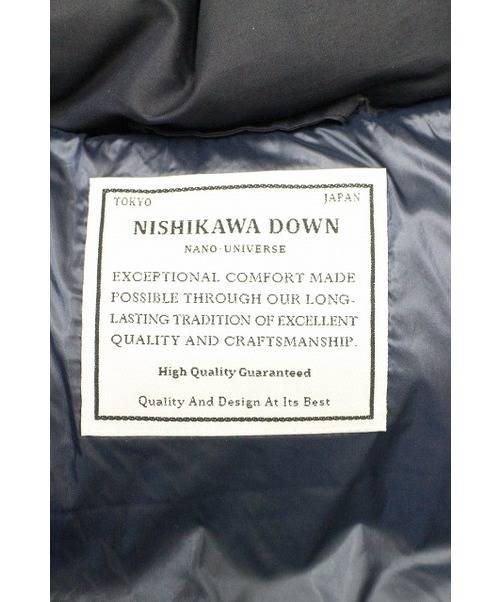 TOKYO JAPAN
NISHIKAWA DOWN
NANO·UNIVERSE
EXCEPTIONAL COMFORT MADE
POSSIBLE THROUGH OUR LONG-
LASTING TRADITION OF EXCELLENT
QUALITY AND CRAFTSMANSHIP.
High Quality Guaranteed
Quality And Design At Its Best